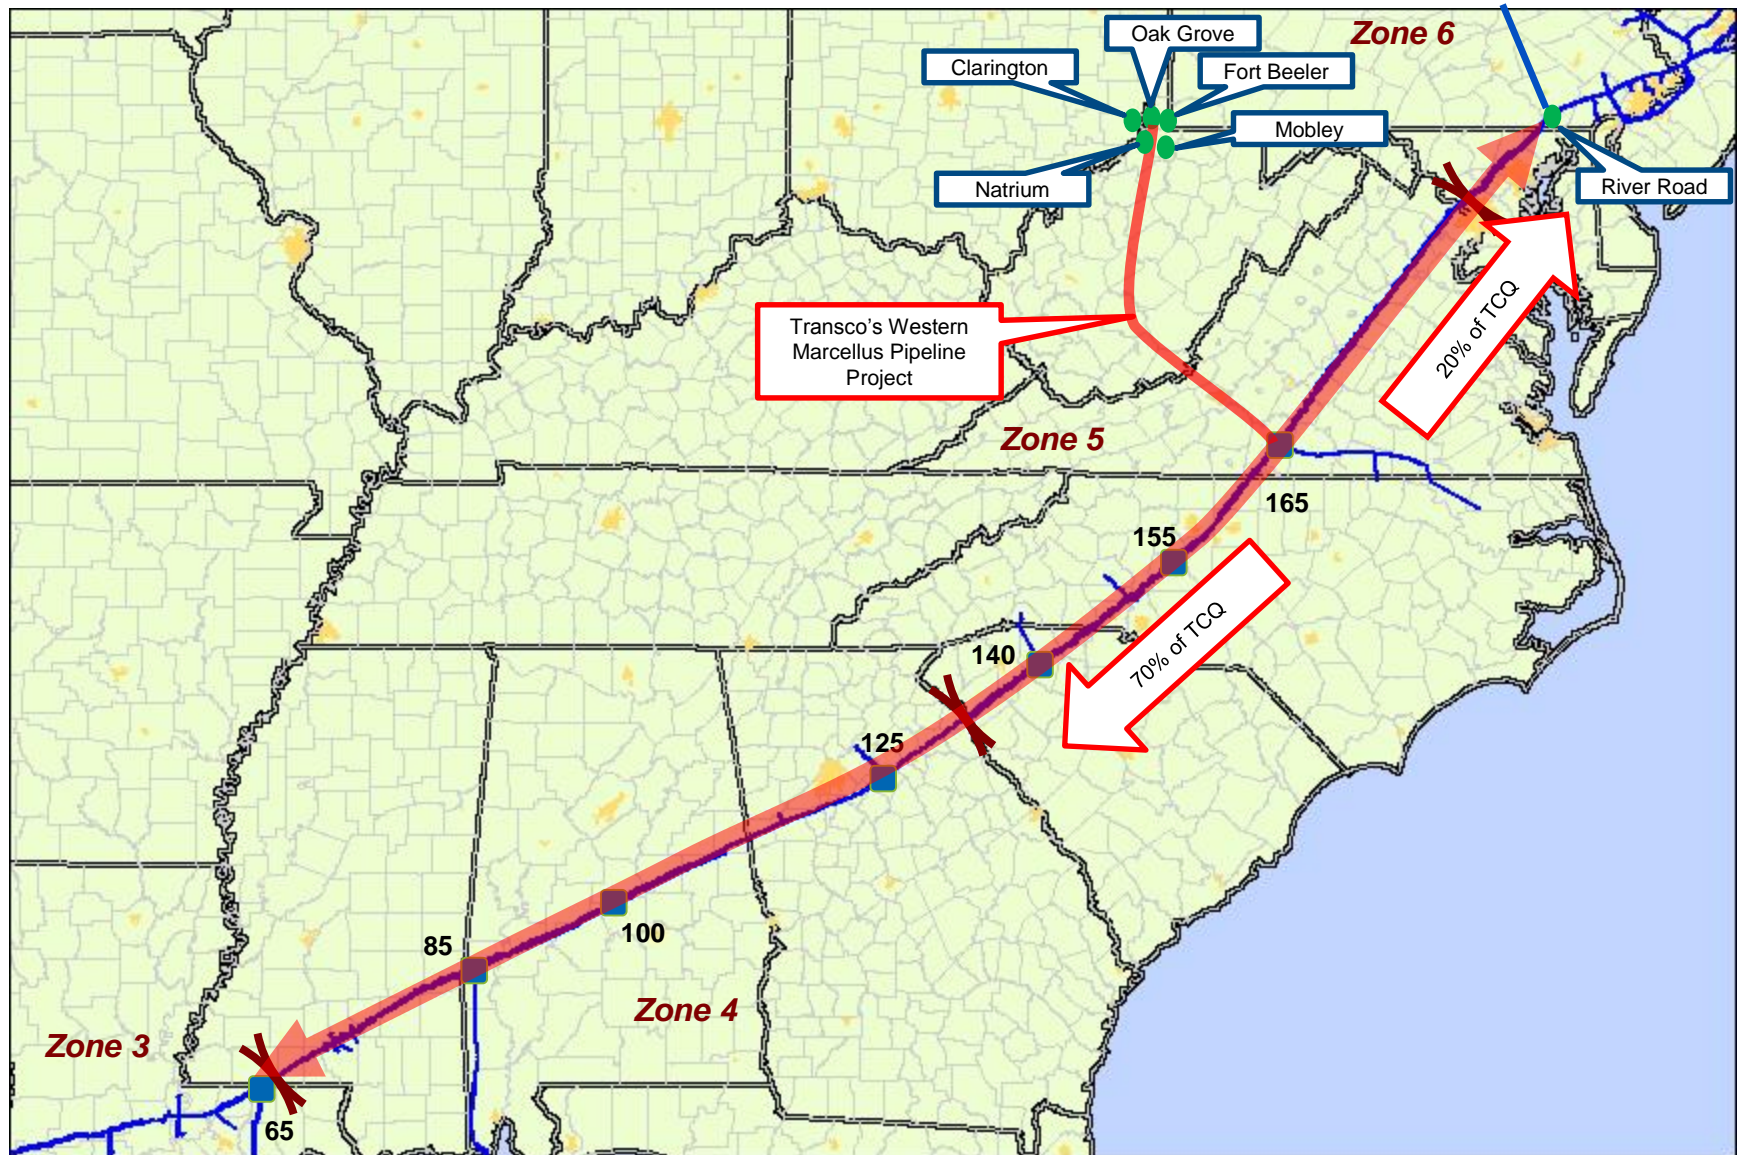 Zone 6
Oak Grove
Clarington
Fort Beeler
Mobley
Natrium
River Road
20% of TCQ
Transco’s Western
Marcellus Pipeline
Project
Zone 5
165
155
70% of TCQ
140
125
100
85
Zone 4
Zone 3
65